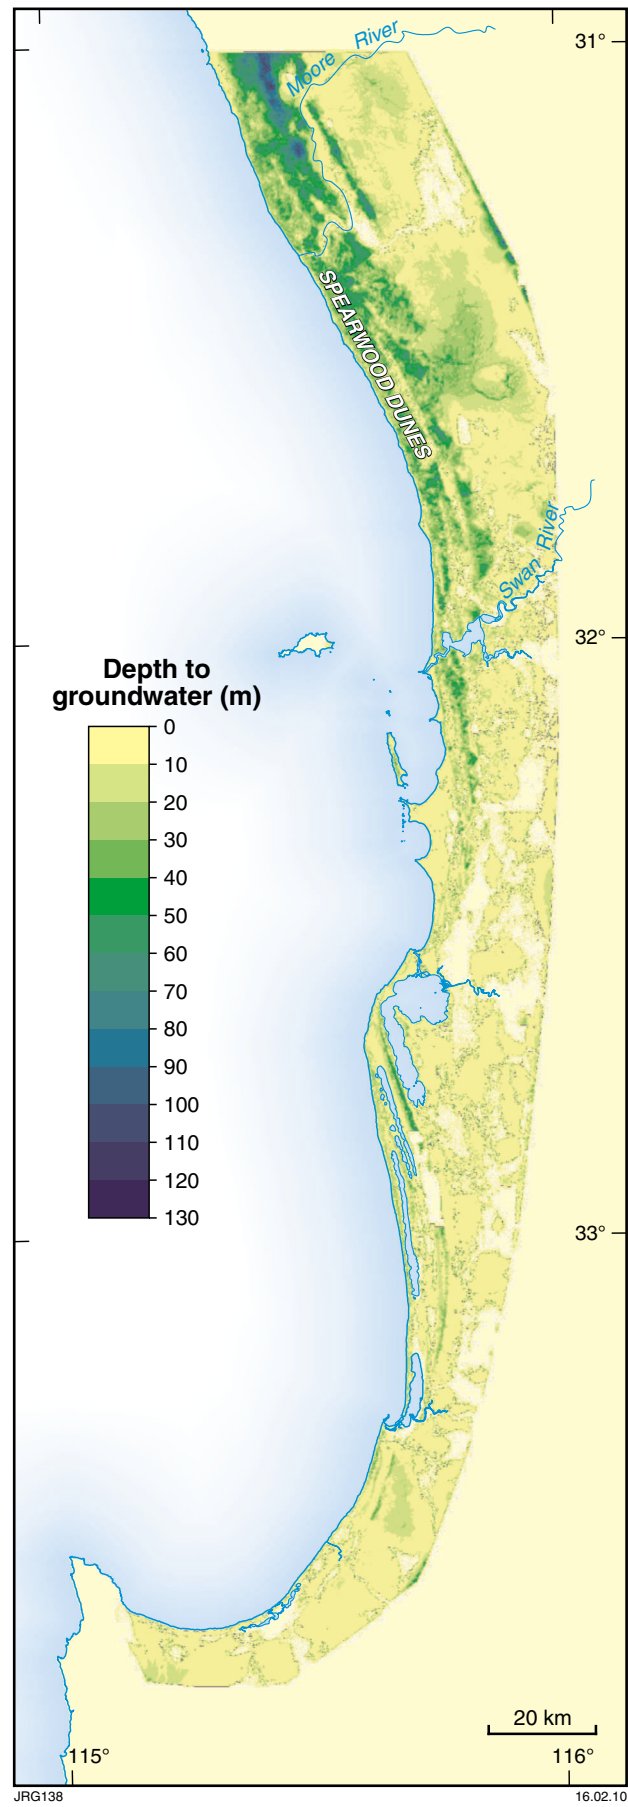 31°
Moore River
SPEARWOOD DUNES
Swan River
32°
Depth to
groundwater (m)
0
10
20
30
40
50
60
70
80
90
100
110
120
130
33°
20 km
115°
116°
JRG138
16.02.10